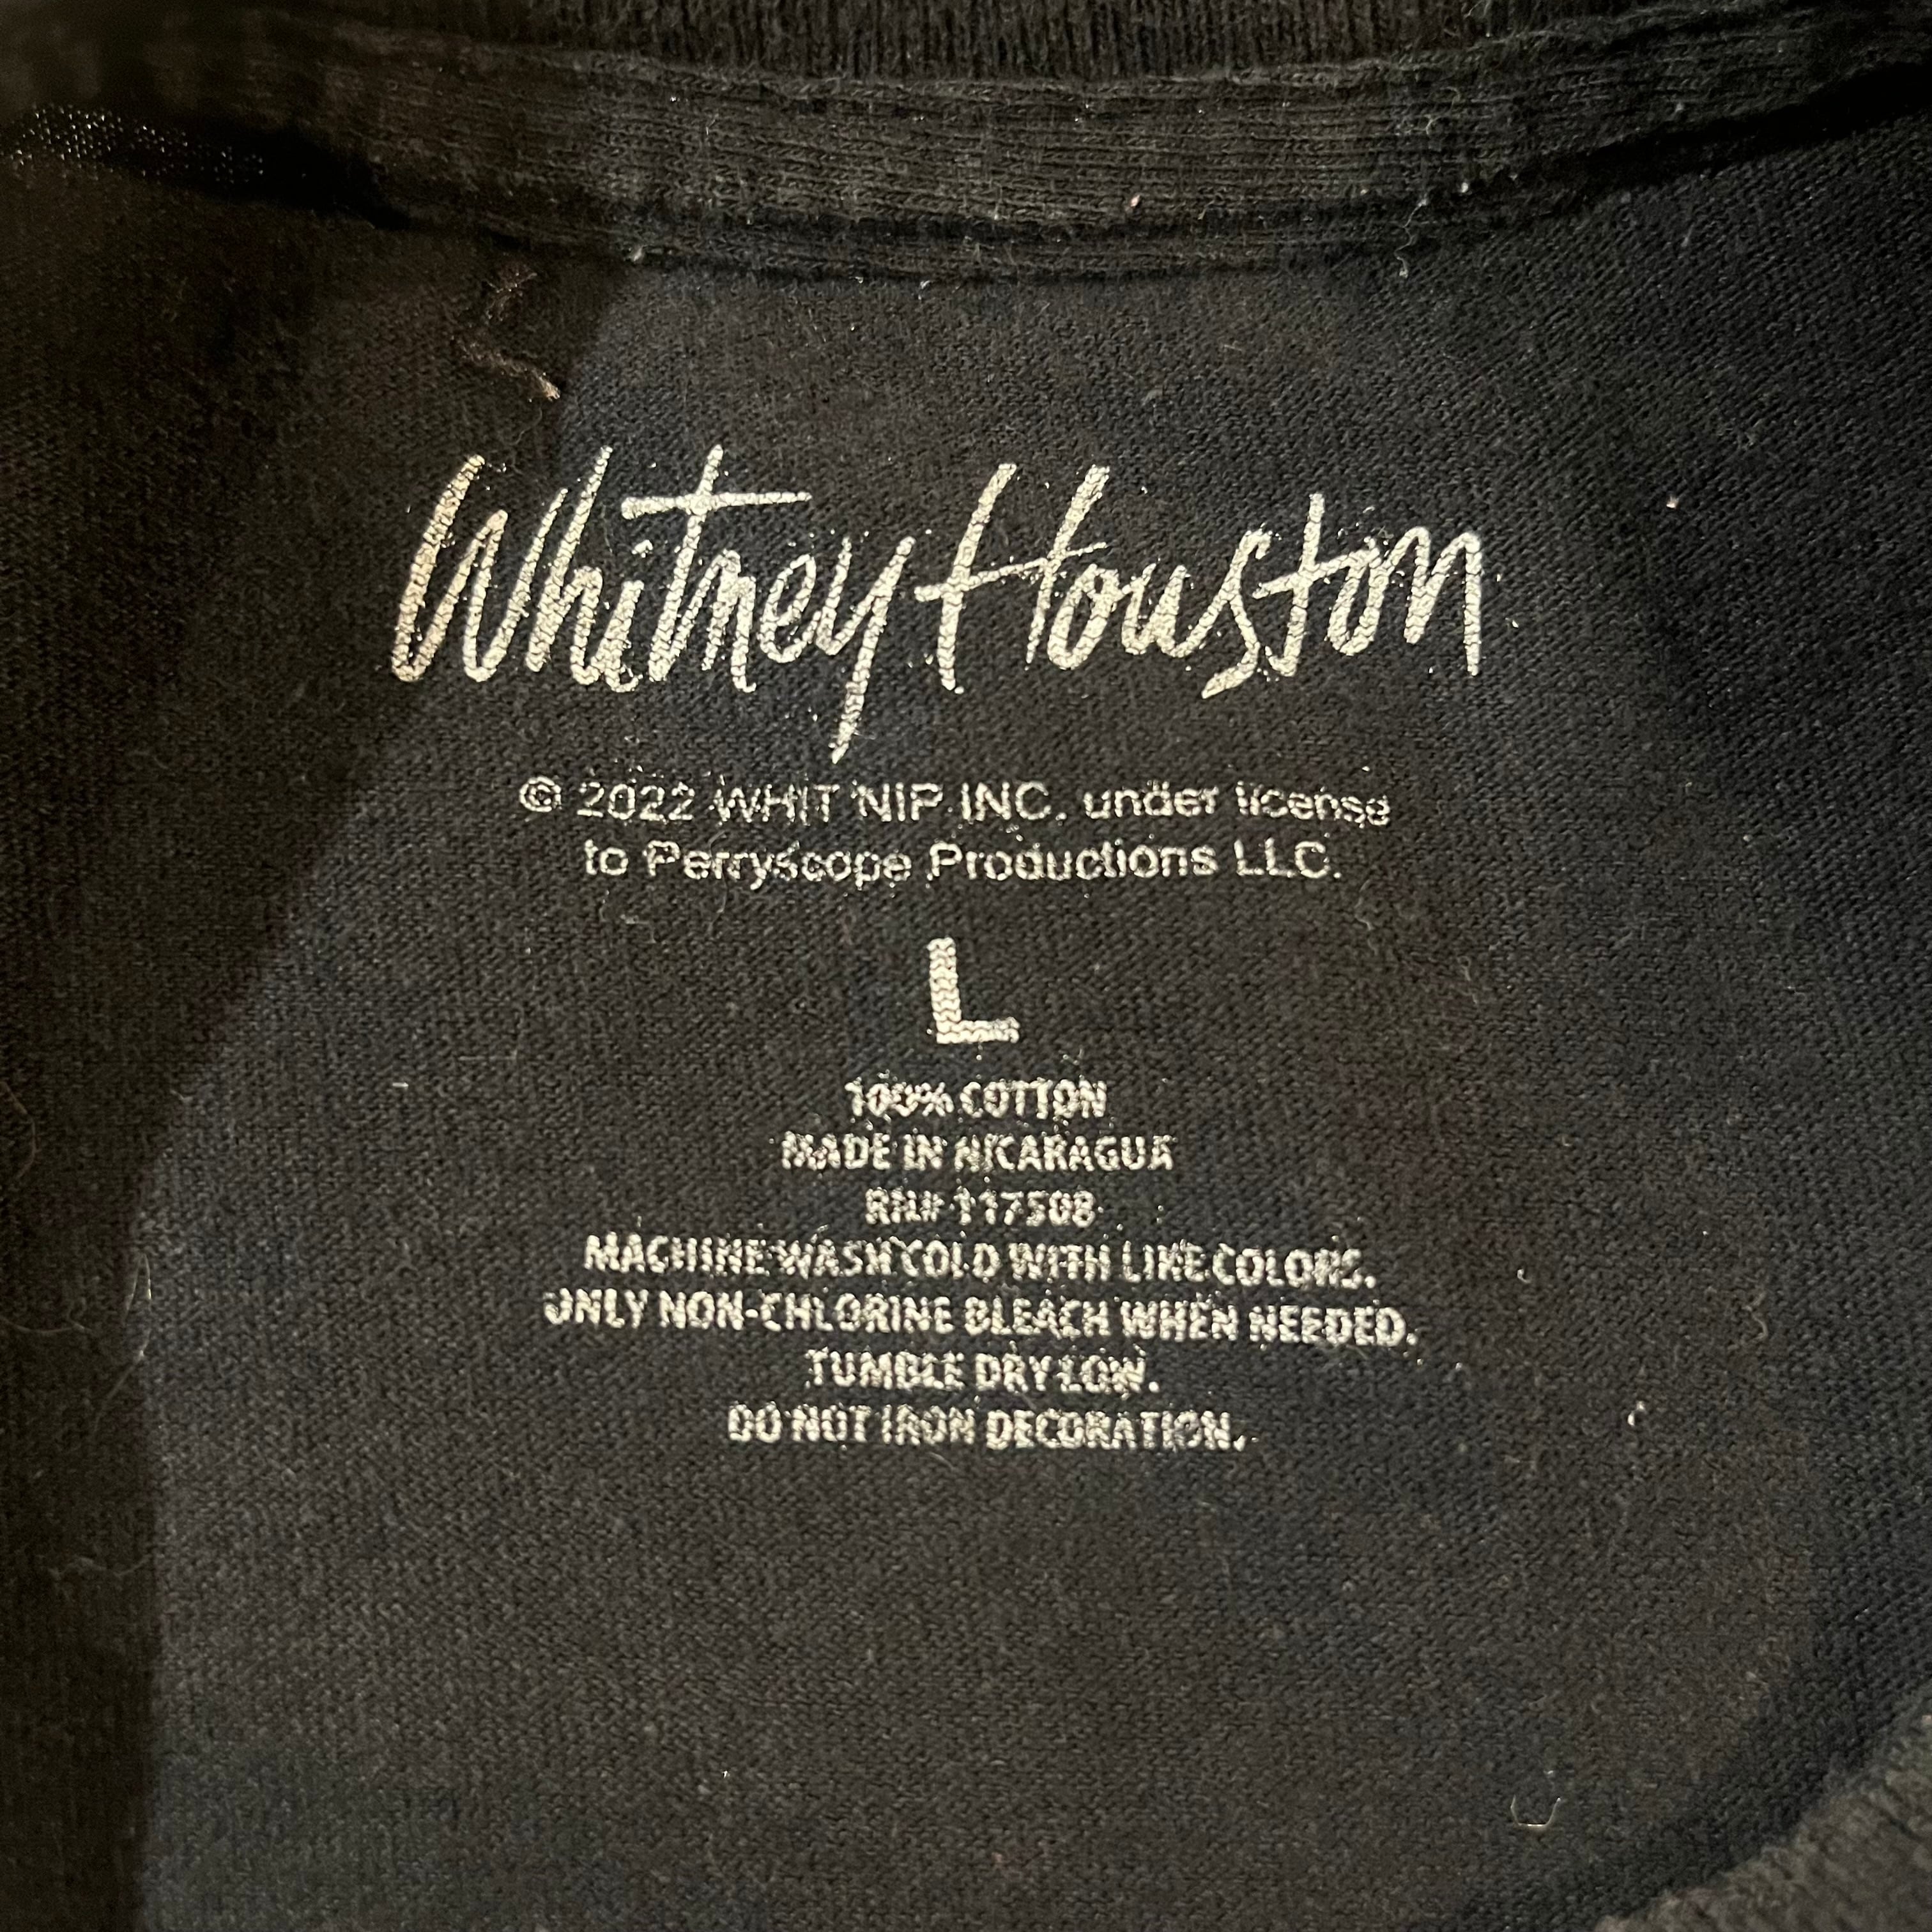 Whitney Houston
© 2022 WHIT NIP INC. under license
to Perryscope Productions LLC.
L
100% COTTON
MADE IN NICARAGUA
RN# 117508
MACHINE WASH COLD WITH LIKE COLORS.
ONLY NON-CHLORINE BLEACH WHEN NEEDED.
TUMBLE DRY LOW.
DO NOT IRON DECORATION.